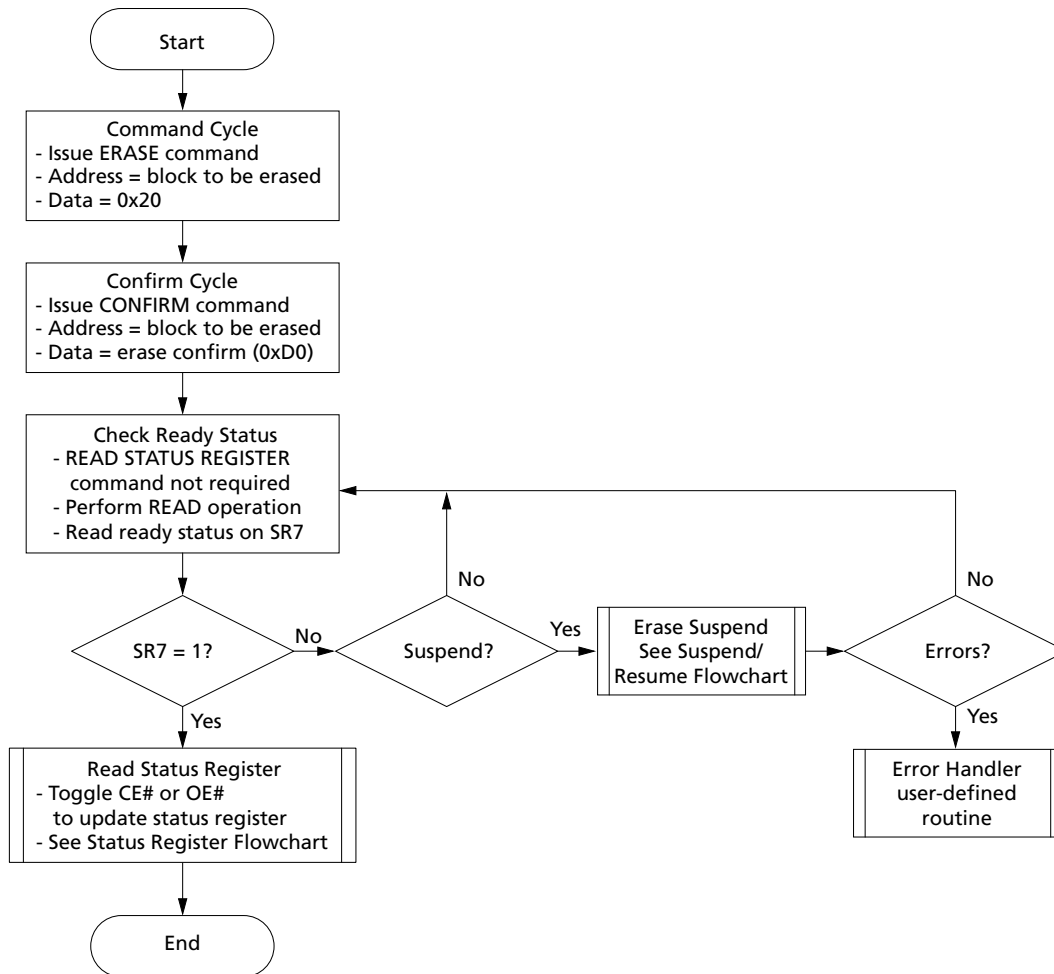 Start
Command Cycle
- Issue ERASE command
- Address = block to be erased
- Data = 0x20
Confirm Cycle
- Issue CONFIRM command
- Address = block to be erased
- Data = erase confirm (0xD0)
Check Ready Status
- READ STATUS REGISTER
command not required
- Perform READ operation
- Read ready status on SR7
SR7 = 1?
No
Yes
Suspend?
No
Yes
Erase Suspend
See Suspend/
Resume Flowchart
Errors?
No
Yes
Error Handler
user-defined
routine
Read Status Register
- Toggle CE# or OE#
to update status register
- See Status Register Flowchart
End